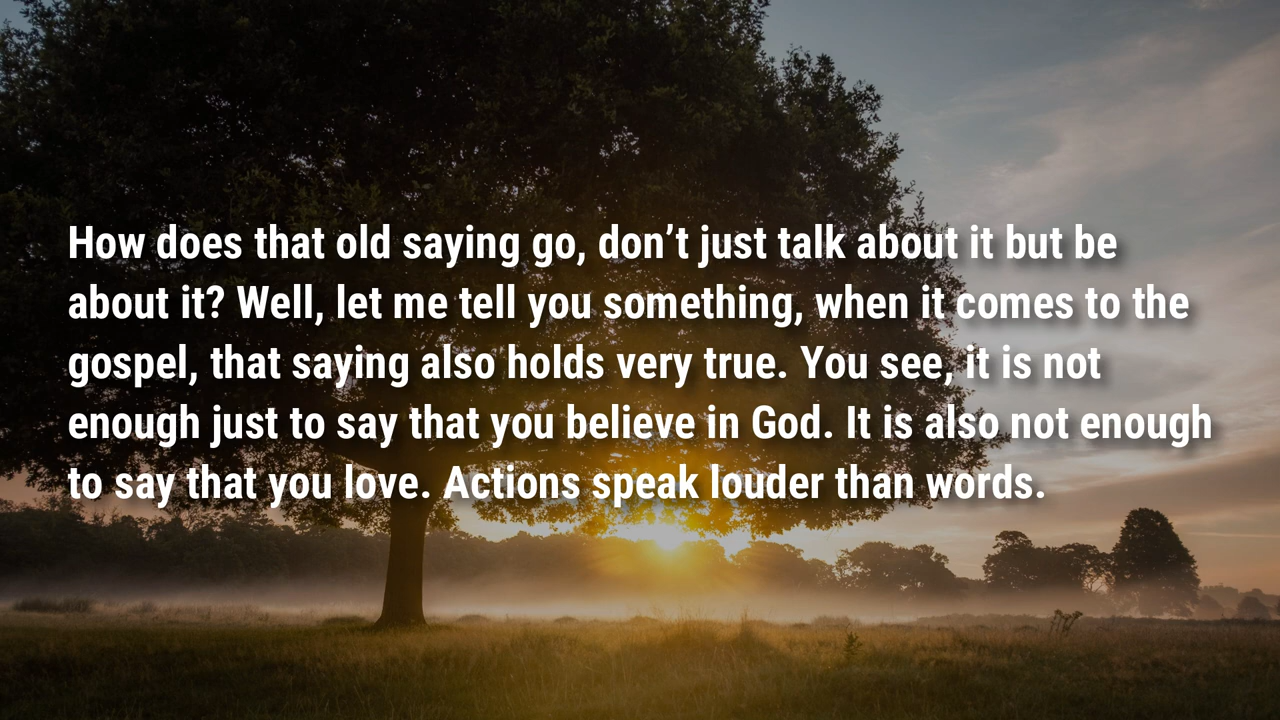 How does that old saying go, don’t just talk about it but be
about it? Well, let me tell you something, when it comes to the
gospel, that saying also holds very true. You see, it is not
enough just to say that you believe in God. It is also not enough
to say that you love. Actions speak louder than words.